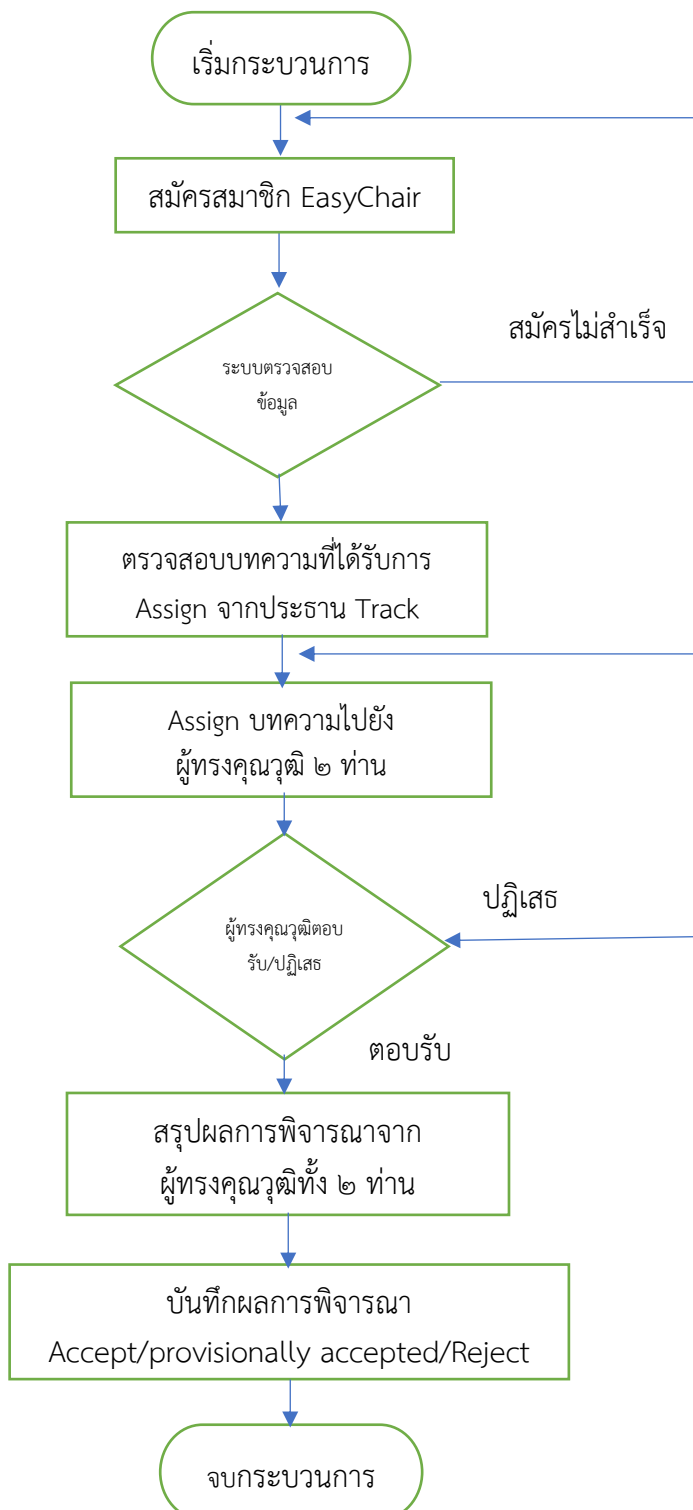 เริ่มกระบวนการ
สมัครสมาชิก EasyChair
สมัครไม่สำเร็จ
ระบบตรวจสอบ
ข้อมูล
ตรวจสอบบทความที่ได้รับการ
Assign จากประธาน Track
Assign บทความไปยัง
ผู้ทรงคุณวุฒิ ๒ ท่าน
ปฏิเสธ
ผู้ทรงคุณวุฒิตอบ
รับ/ปฏิเสธ
ตอบรับ
สรุปผลการพิจารณาจาก
ผู้ทรงคุณวุฒิทั้ง ๒ ท่าน
บันทึกผลการพิจารณา
Accept/provisionally accepted/Reject
จบกระบวนการ